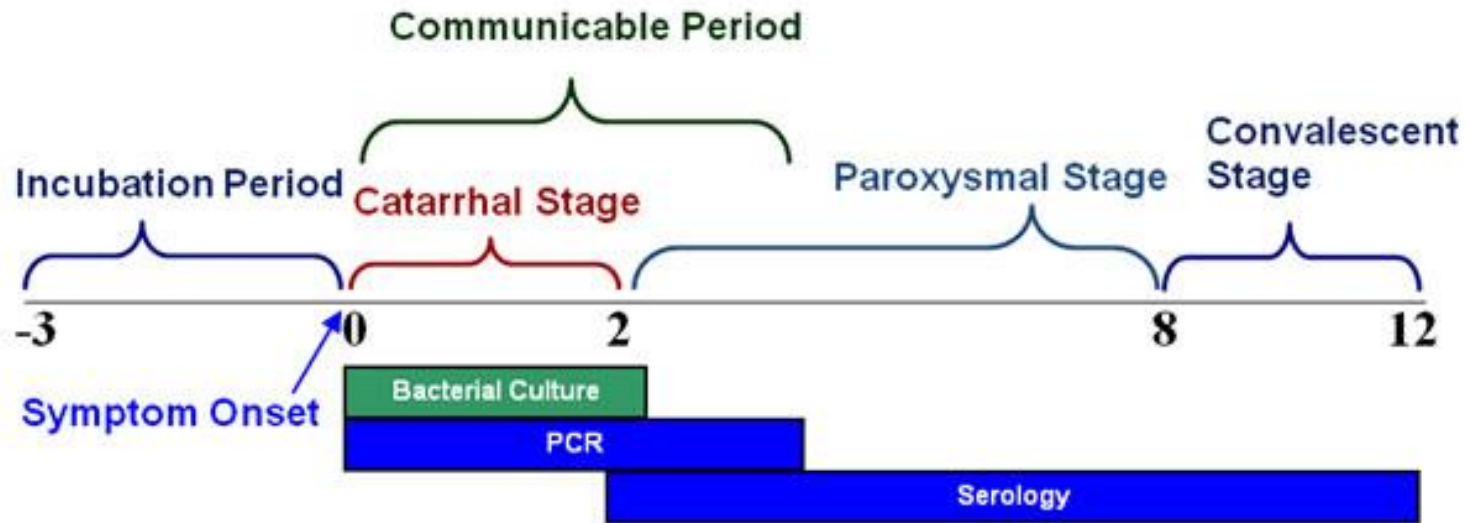 Communicable Period
Incubation Period
Catarrhal Stage
Paroxysmal Stage
Convalescent
Stage
-3 0 2 8 12
Symptom Onset
Bacterial Culture
PCR
Serology